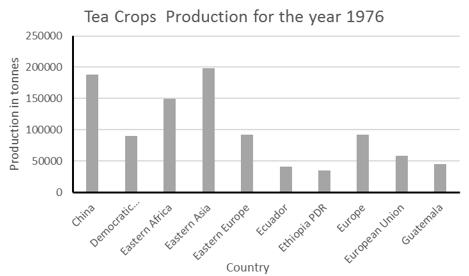 Tea Crops Production for the year 1976
Production in tonnes
250000
200000
150000
100000
50000
0
China
Democratic...
Eastern Africa
Eastern Asia
Eastern Europe
Ecuador
Ethiopia PDR
Europe
European Union
Guatemala
Country